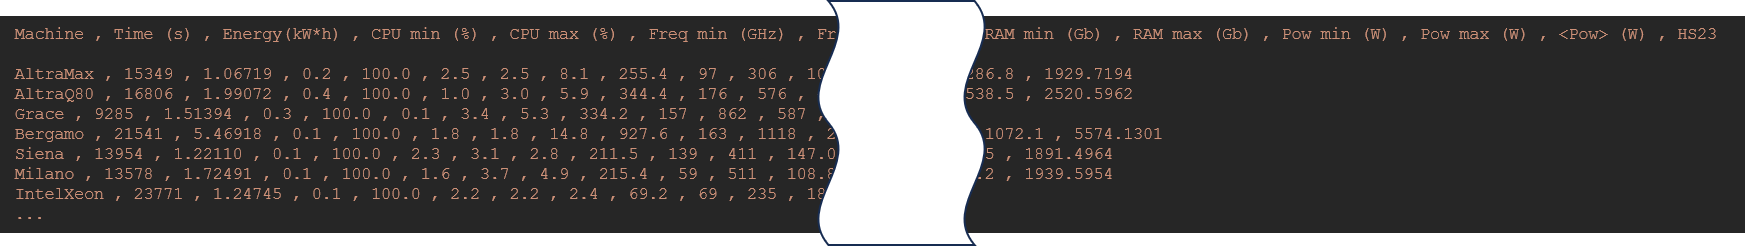 Machine , Time (s) , Energy(kW*h) , CPU min (%) , CPU max (%) , Freq min (GHz) , RAM min (Gb) , RAM max (Gb) , Pow min (W) , Pow max (W) , <Pow> (W) , HS23
AltraMax , 15349 , 1.06719 , 0.2 , 100.0 , 2.5 , 2.5 , 8.1 , 255.4 , 97 , 306 , 286.8 , 1929.7194
AltraQ80 , 16806 , 1.99072 , 0.4 , 100.0 , 1.0 , 3.0 , 5.9 , 344.4 , 176 , 576 , 538.5 , 2520.5962
Grace , 9285 , 1.51394 , 0.3 , 100.0 , 0.1 , 3.4 , 5.3 , 334.2 , 157 , 862 , 587 ,
Bergamo , 21541 , 5.46918 , 0.1 , 100.0 , 1.8 , 1.8 , 14.8 , 927.6 , 163 , 1118 , 1072.1 , 5574.1301
Siena , 13954 , 1.22110 , 0.1 , 100.0 , 2.3 , 3.1 , 2.8 , 211.5 , 139 , 411 , 147.0 , 1891.4964
Milano , 13578 , 1.72491 , 0.1 , 100.0 , 1.6 , 3.7 , 4.9 , 215.4 , 59 , 511 , 108.8 , 1939.5954
IntelXeon , 23771 , 1.24745 , 0.1 , 100.0 , 2.2 , 2.2 , 2.4 , 69.2 , 69 , 235 ,
...